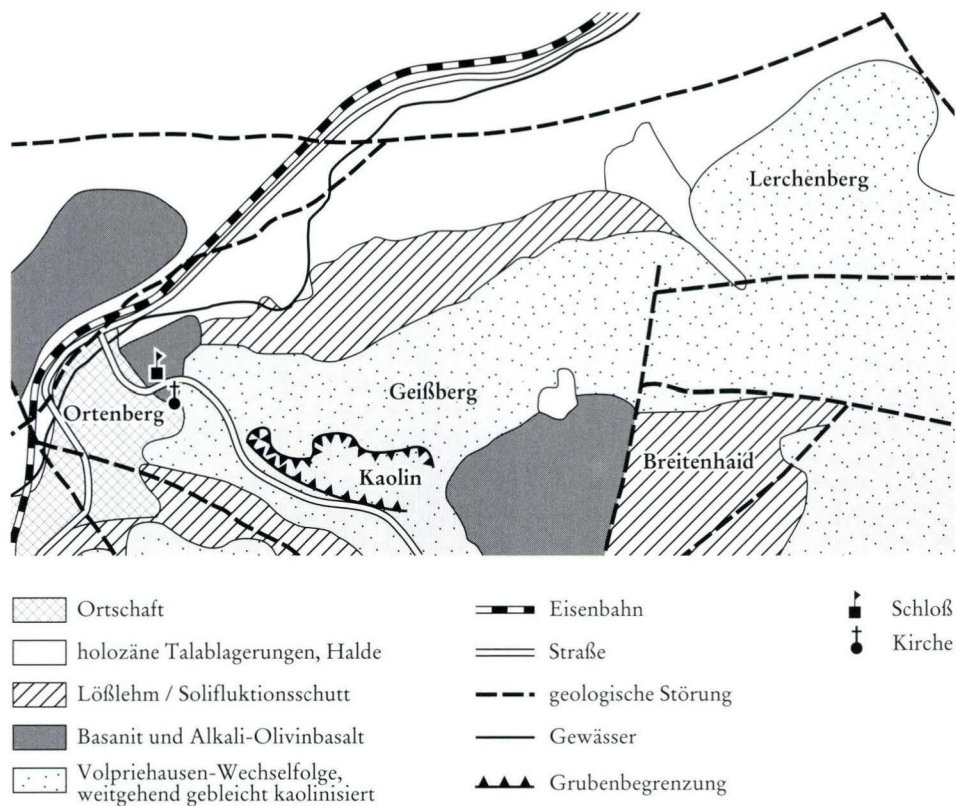 Lerchenberg
Geißberg
Ortenberg
Breitenhaid
Kaolin
Ortschaft
holozäne Talablagerungen, Halde
Lößlehm / Solifluktionsschutt
Basanit und Alkali-Olivinbasalt
Volpriehausen-Wechselfolge,
weitgehend gebleicht kaolinisiert
Eisenbahn
Straße
geologische Störung
Gewässer
Grubenbegrenzung
Schloß
Kirche